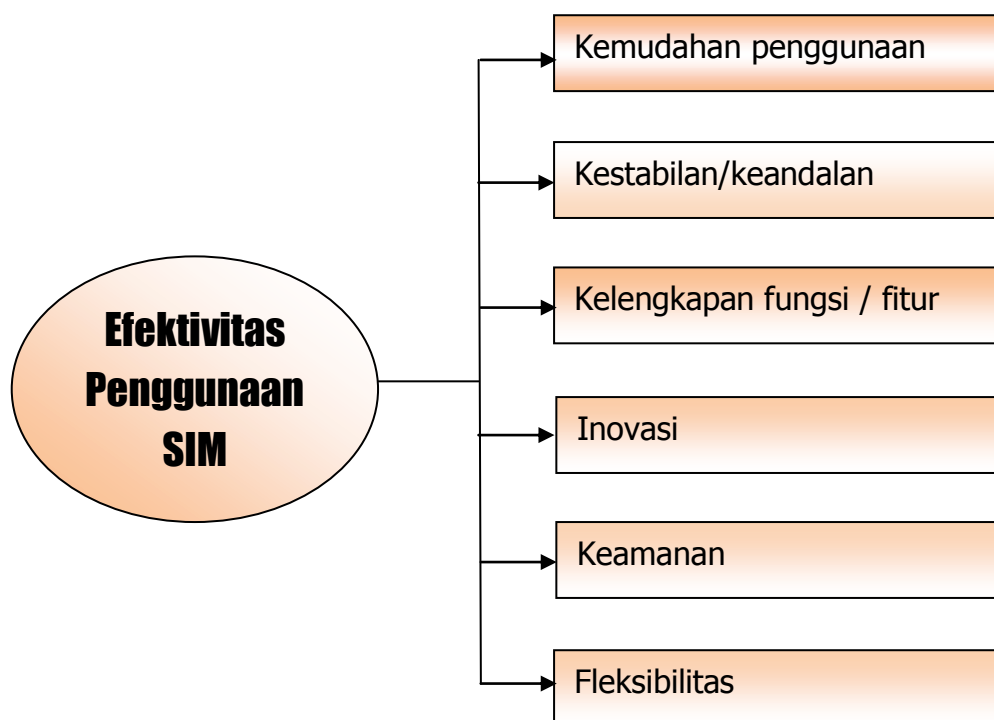 Efektivitas
Penggunaan
SIM
Kemudahan penggunaan
Kestabilan/keandalan
Kelengkapan fungsi / fitur
Inovasi
Keamanan
Fleksibilitas